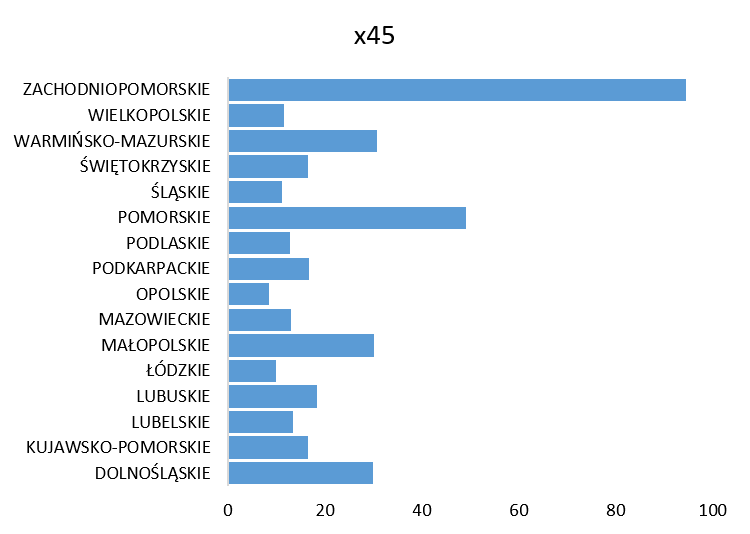 x45
ZACHODNIOPOMORSKIE
WIELKOPOLSKIE
WARMIŃSKO-MAZURSKIE
ŚWIĘTOKRZYSKIE
ŚLĄSKIE
POMORSKIE
PODLASKIE
PODKARPACKIE
OPOLSKIE
MAZOWIECKIE
MAŁOPOLSKIE
ŁÓDZKIE
LUBUSKIE
LUBELSKIE
KUJAWSKO-POMORSKIE
DOLNOŚLĄSKIE
0 20 40 60 80 100